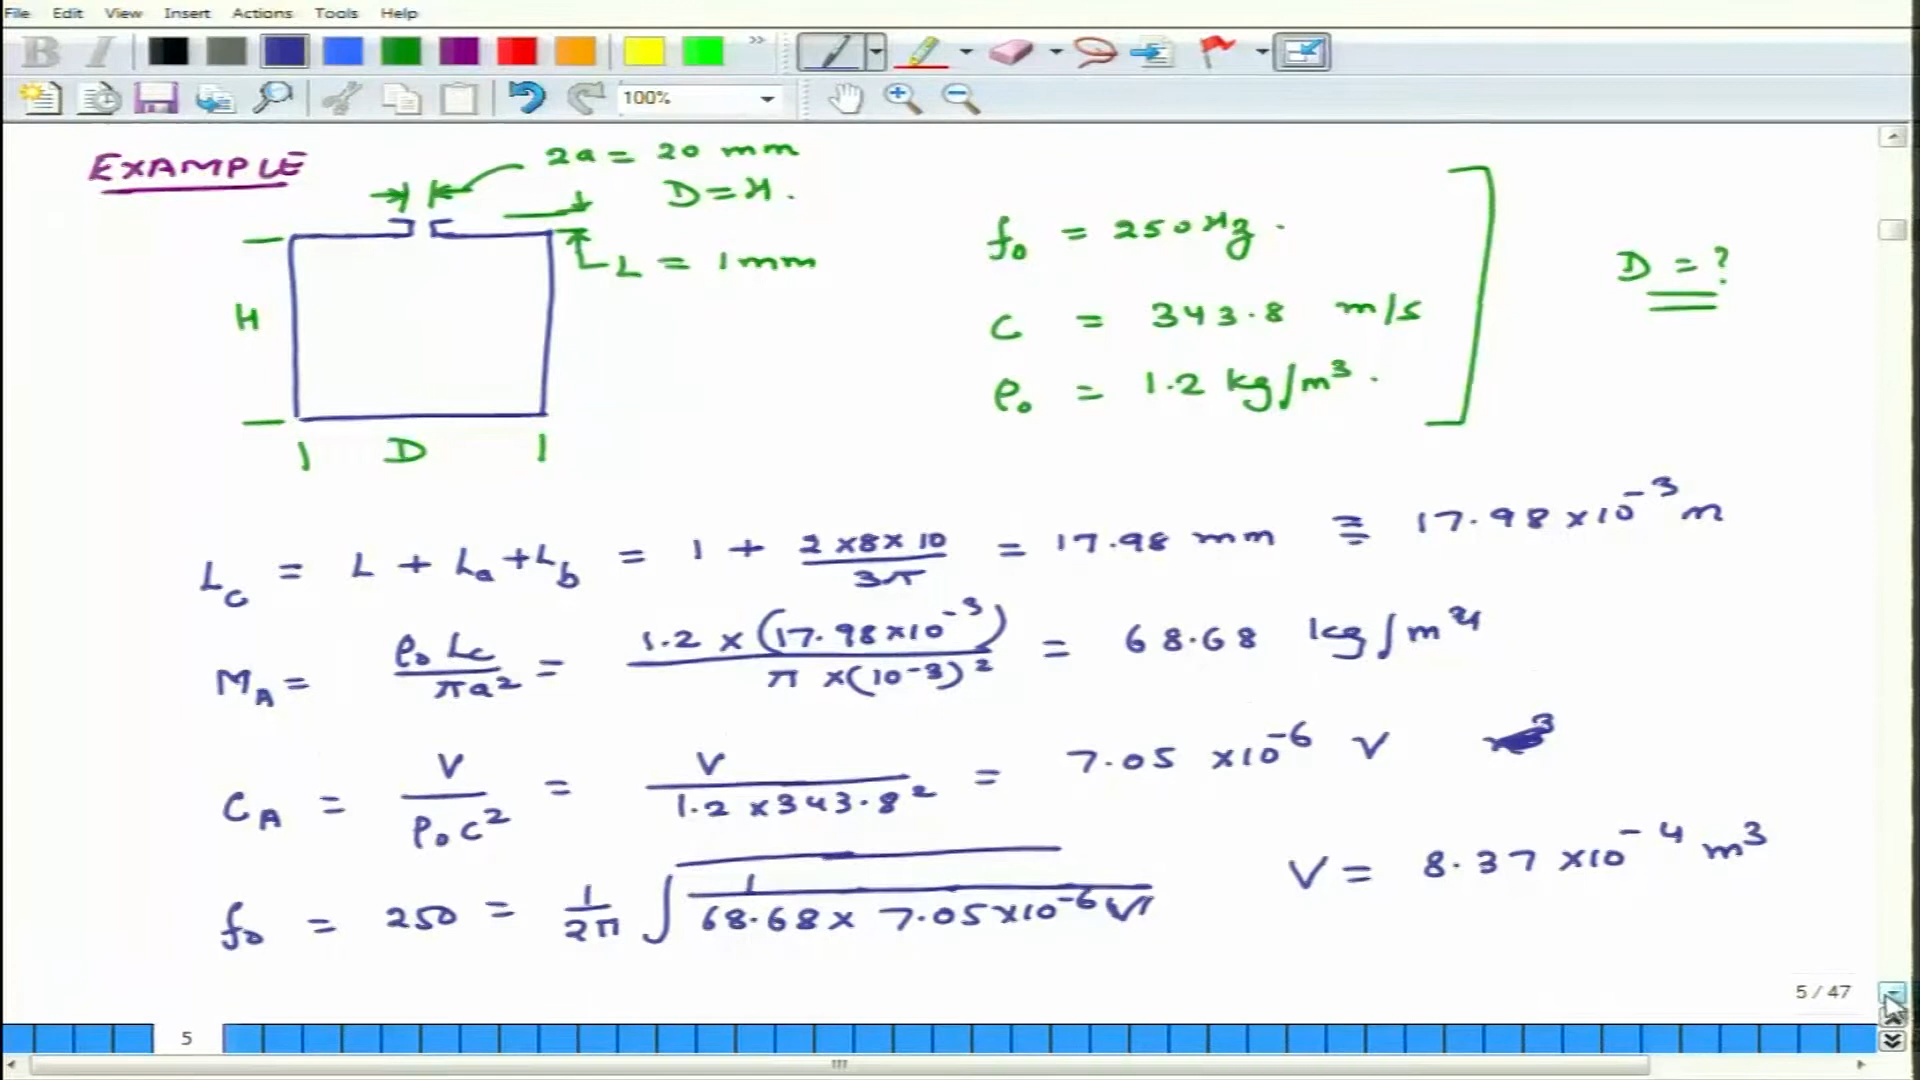 File Edit View Insert Actions Tools Help
B I
100%
EXAMPLE
2a = 20 mm
D = H.
L = 1 mm
H
D
f₀ = 250 Hz.
c = 343.8 m/s
ρ₀ = 1.2 kg/m³.
D = ?
L_c = L + L_a + L_b = 1 + (2×8×10)/(3π) = 17.98 mm ≡ 17.98×10⁻³ m
M_A = (ρ₀ L_c)/(πa²) = (1.2 × (17.98×10⁻³))/(π × (10⁻³)²) = 68.68 kg/m⁴
C_A = V/(ρ₀c²) = V/(1.2×343.8²) = 7.05 ×10⁻⁶ V
f₀ = 250 = 1/(2π) √(1/(68.68 × 7.05×10⁻⁶ V))
V = 8.37 ×10⁻⁴ m³
5 / 47
5